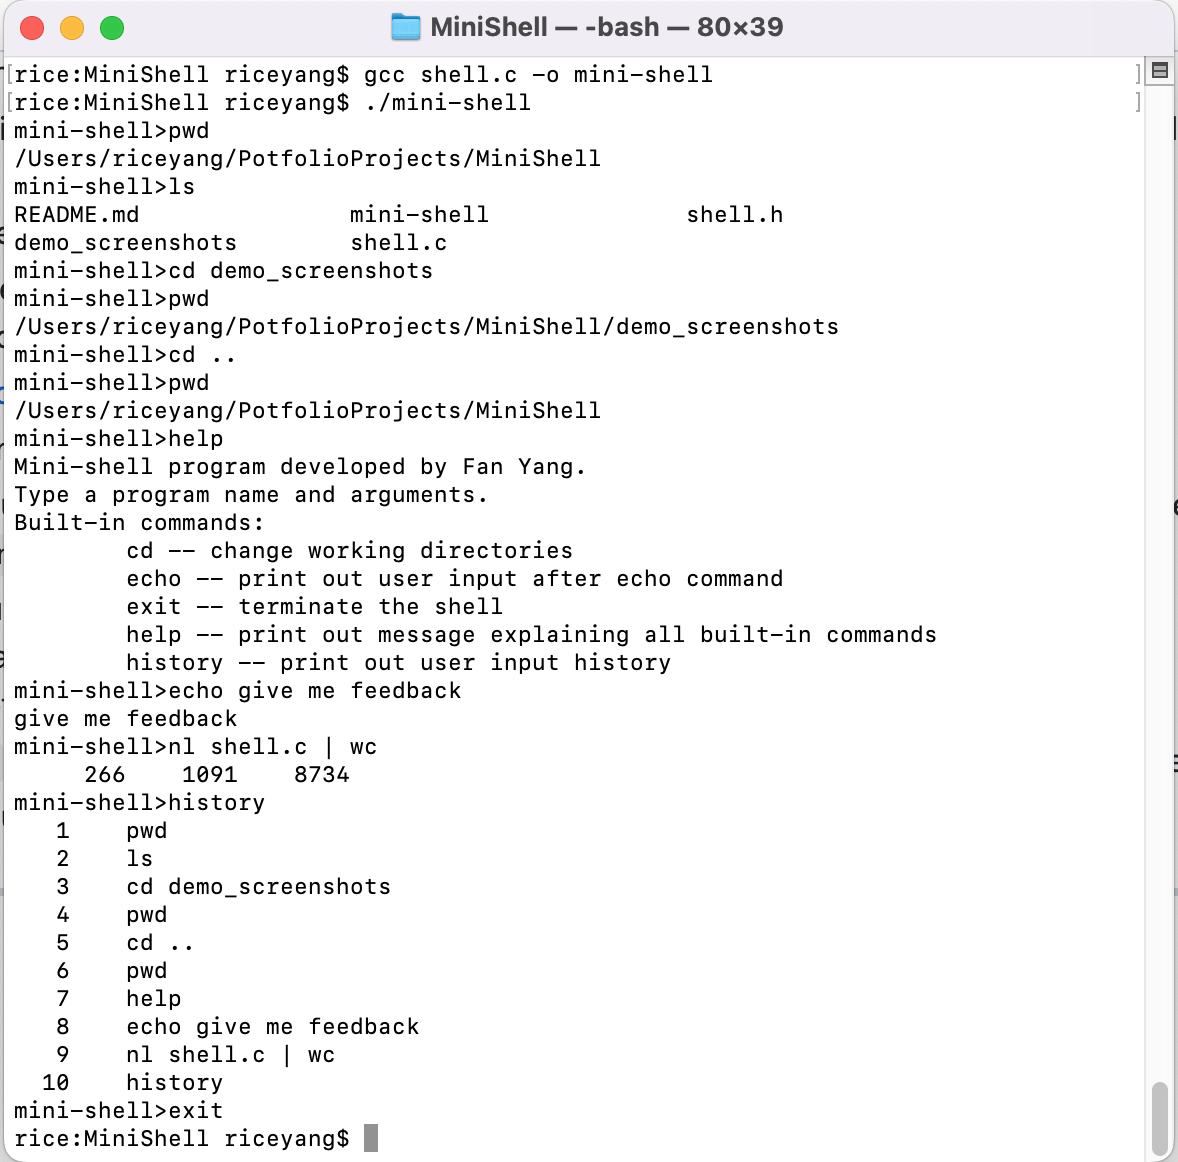 MiniShell — -bash — 80×39
[rice:MiniShell riceyang$ gcc shell.c -o mini-shell ]
[rice:MiniShell riceyang$ ./mini-shell ]
mini-shell>pwd
/Users/riceyang/PotfolioProjects/MiniShell
mini-shell>ls
README.md mini-shell shell.h
demo_screenshots shell.c
mini-shell>cd demo_screenshots
mini-shell>pwd
/Users/riceyang/PotfolioProjects/MiniShell/demo_screenshots
mini-shell>cd ..
mini-shell>pwd
/Users/riceyang/PotfolioProjects/MiniShell
mini-shell>help
Mini-shell program developed by Fan Yang.
Type a program name and arguments.
Built-in commands:
cd -- change working directories
echo -- print out user input after echo command
exit -- terminate the shell
help -- print out message explaining all built-in commands
history -- print out user input history
mini-shell>echo give me feedback
give me feedback
mini-shell>nl shell.c | wc
266 1091 8734
mini-shell>history
1 pwd
2 ls
3 cd demo_screenshots
4 pwd
5 cd ..
6 pwd
7 help
8 echo give me feedback
9 nl shell.c | wc
10 history
mini-shell>exit
rice:MiniShell riceyang$